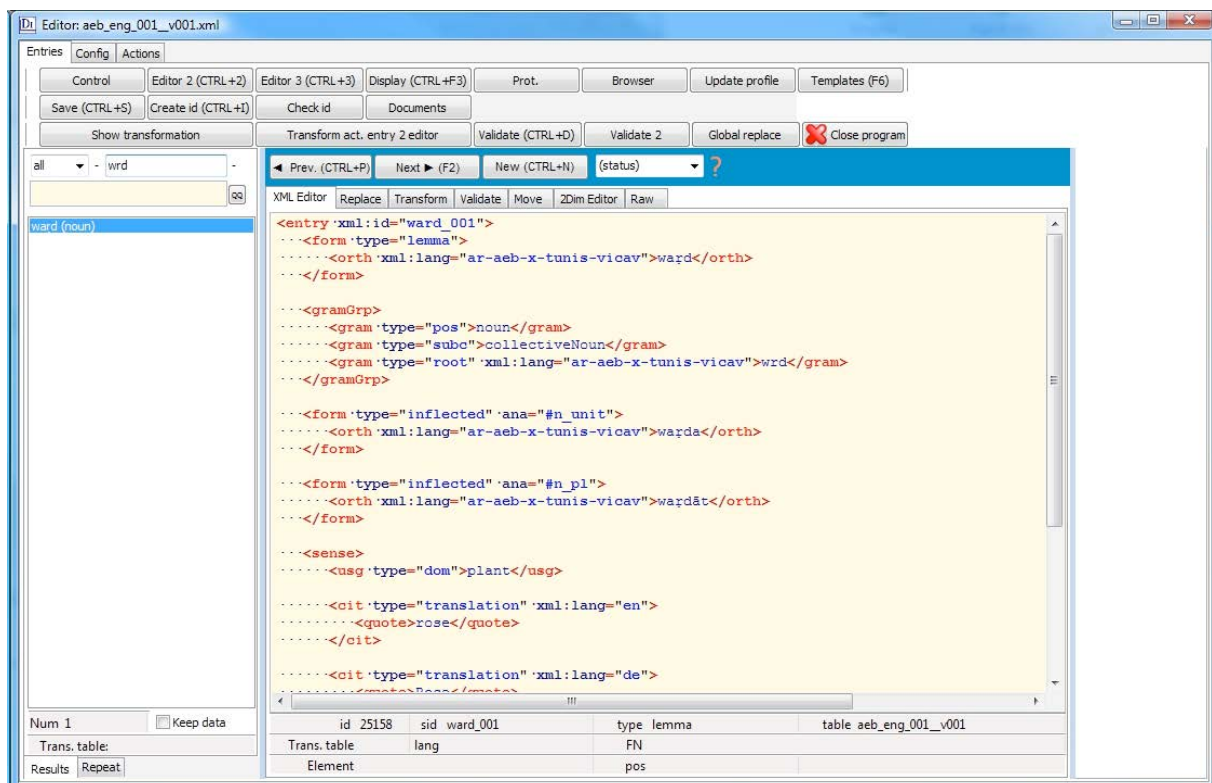 Editor: aeb_eng_001__v001.xml
Entries Config Actions
Control Editor 2 (CTRL+2) Editor 3 (CTRL+3) Display (CTRL+F3) Prot. Browser Update profile Templates (F6)
Save (CTRL+S) Create id (CTRL+I) Check id Documents
Show transformation Transform act. entry 2 editor Validate (CTRL+D) Validate 2 Global replace Close program
all - wrd -
◄ Prev. (CTRL+P) Next ► (F2) New (CTRL+N) (status) ?
XML Editor Replace Transform Validate Move 2Dim Editor Raw
ward (noun)
<entry·xml:id="ward_001">
···<form·type="lemma">
······<orth·xml:lang="ar-aeb-x-tunis-vicav">waṛd</orth>
···</form>
···<gramGrp>
······<gram·type="pos">noun</gram>
······<gram·type="subc">collectiveNoun</gram>
······<gram·type="root"·xml:lang="ar-aeb-x-tunis-vicav">wrd</gram>
···</gramGrp>
···<form·type="inflected"·ana="#n_unit">
······<orth·xml:lang="ar-aeb-x-tunis-vicav">waṛda</orth>
···</form>
···<form·type="inflected"·ana="#n_pl">
······<orth·xml:lang="ar-aeb-x-tunis-vicav">waṛdāt</orth>
···</form>
···<sense>
······<usg·type="dom">plant</usg>
······<cit·type="translation"·xml:lang="en">
·········<quote>rose</quote>
······</cit>
······<cit·type="translation"·xml:lang="de">
·········<quote>Rose</quote>
Num 1 Keep data
id 25158 sid ward_001 type lemma table aeb_eng_001__v001
Trans. table:
Trans. table lang FN
Results Repeat
Element pos